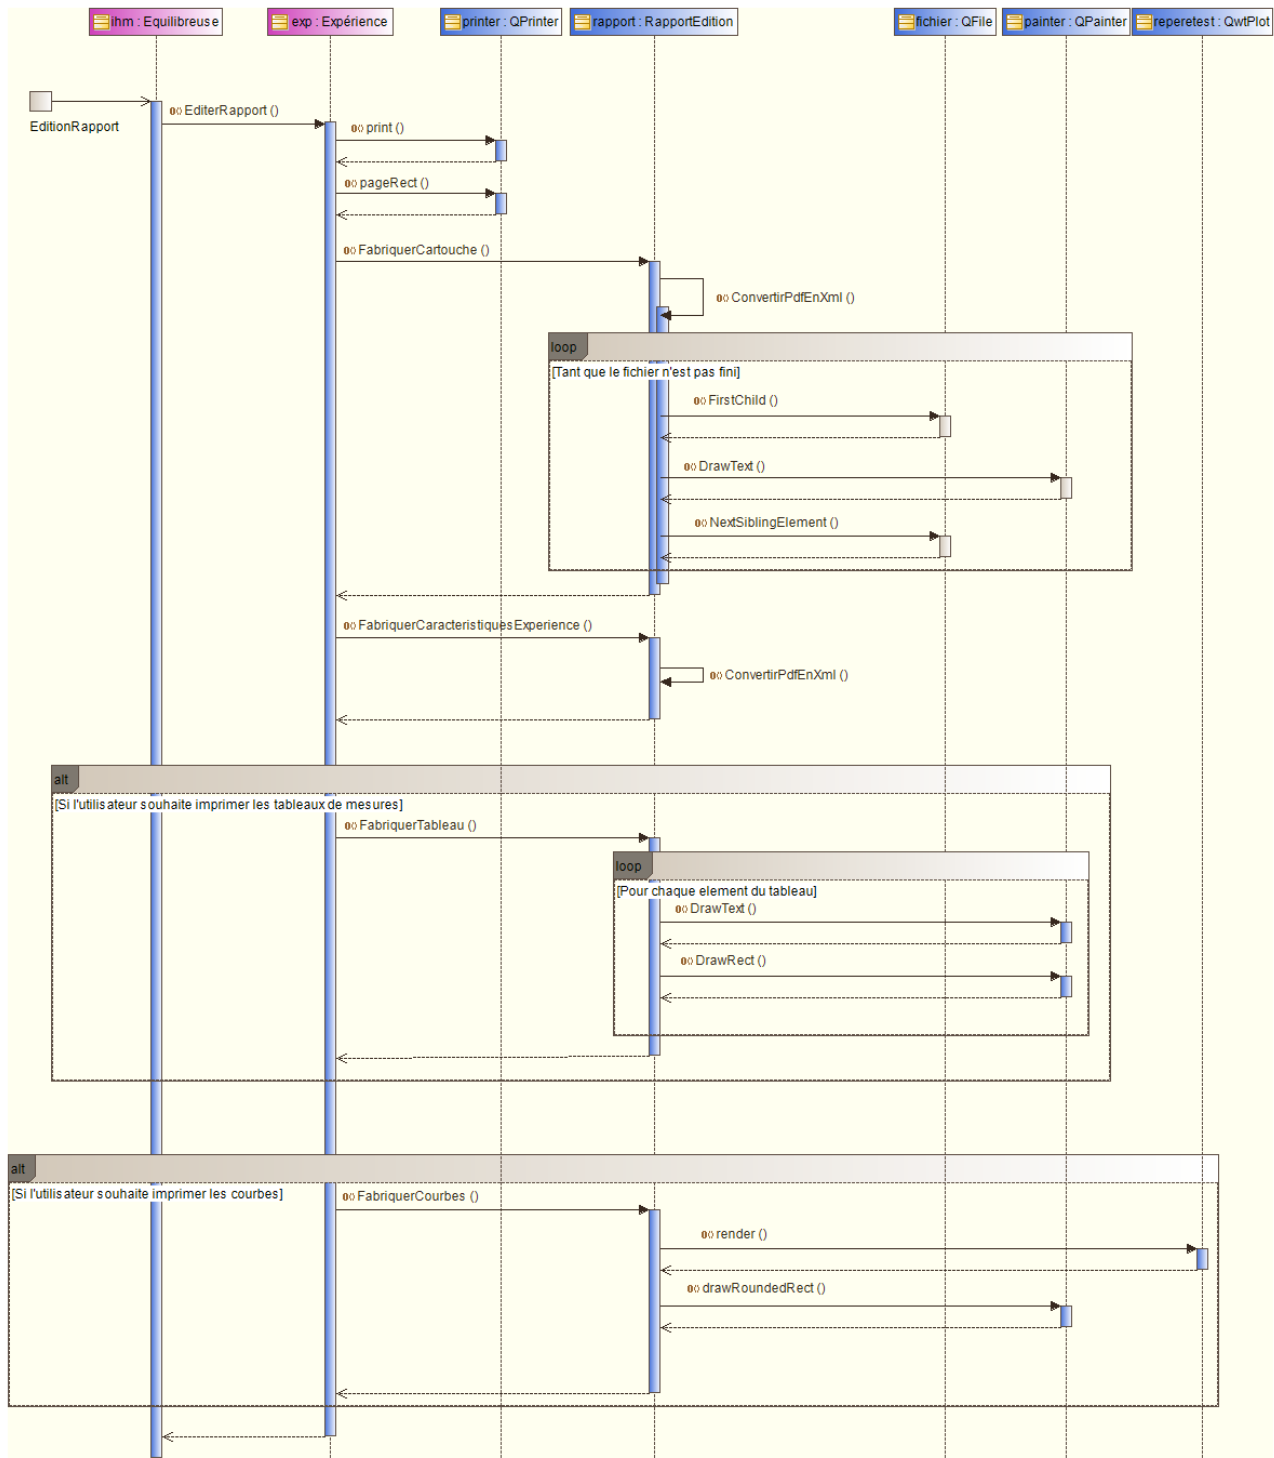 ihm : Equilibreuse
exp : Expérience
printer : QPrinter
rapport : RapportEdition
fichier : QFile
painter : QPainter
reperetest : QwtPlot
EditionRapport
EditerRapport ()
print ()
pageRect ()
FabriquerCartouche ()
ConvertirPdfEnXml ()
loop
[Tant que le fichier n'est pas fini]
FirstChild ()
DrawText ()
NextSiblingElement ()
FabriquerCaracteristiquesExperience ()
ConvertirPdfEnXml ()
alt
[Si l'utilisateur souhaite imprimer les tableaux de mesures]
FabriquerTableau ()
loop
[Pour chaque element du tableau]
DrawText ()
DrawRect ()
alt
[Si l'utilisateur souhaite imprimer les courbes]
FabriquerCourbes ()
render ()
drawRoundedRect ()